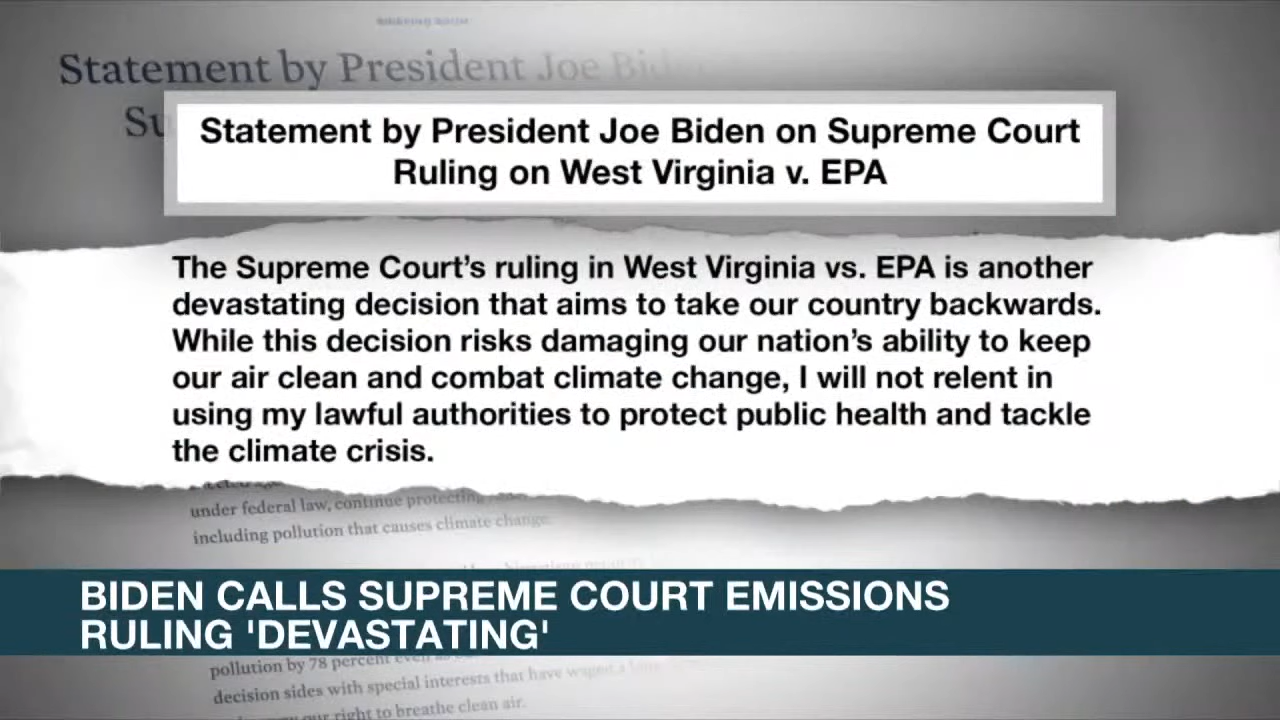 BRIEFING ROOM
Statement by President Joe Biden
Su
Statement by President Joe Biden on Supreme Court
Ruling on West Virginia v. EPA
The Supreme Court's ruling in West Virginia vs. EPA is another
devastating decision that aims to take our country backwards.
While this decision risks damaging our nation's ability to keep
our air clean and combat climate change, I will not relent in
using my lawful authorities to protect public health and tackle
the climate crisis.
under federal law, continue protecting
including pollution that causes climate change.
BIDEN CALLS SUPREME COURT EMISSIONS
RULING 'DEVASTATING'
pollution by 78 percent even as
decision sides with special interests that have waged a long
our right to breathe clean air.